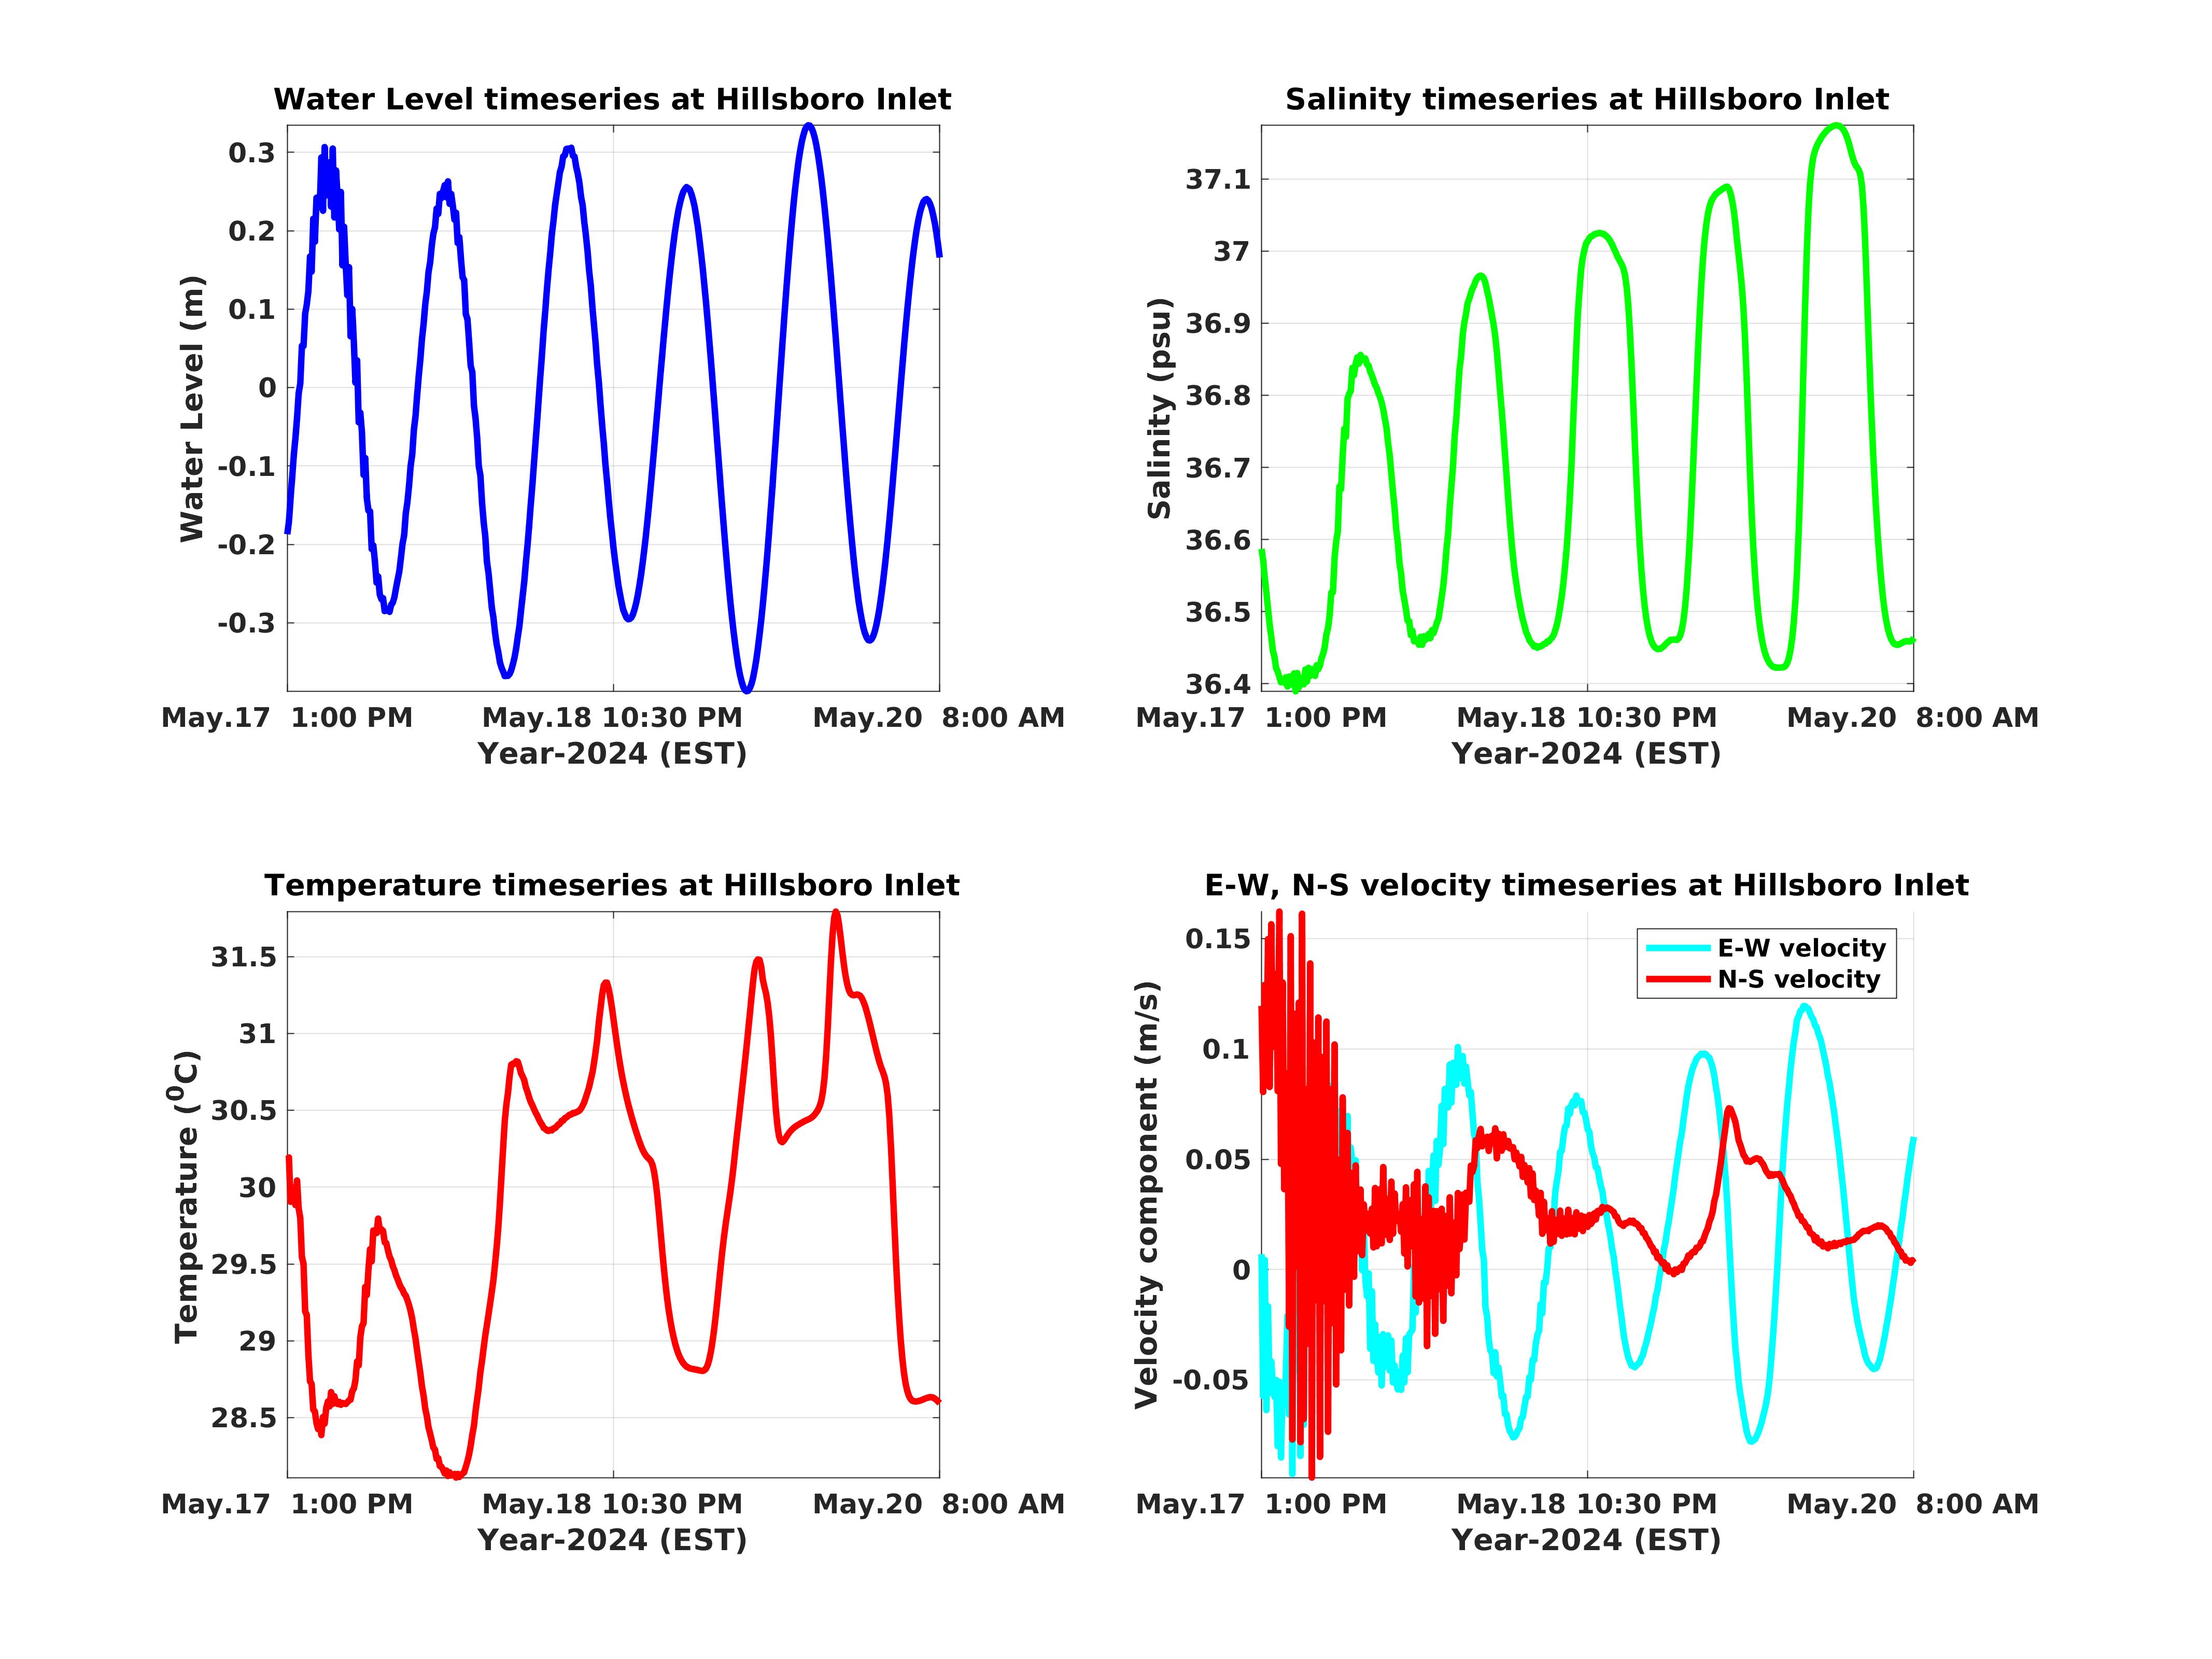 Water Level timeseries at Hillsboro Inlet
Water Level (m)
0.3
0.2
0.1
0
-0.1
-0.2
-0.3
May.17 1:00 PM
May.18 10:30 PM
May.20 8:00 AM
Year-2024 (EST)
Salinity timeseries at Hillsboro Inlet
Salinity (psu)
37.1
37
36.9
36.8
36.7
36.6
36.5
36.4
May.17 1:00 PM
May.18 10:30 PM
May.20 8:00 AM
Year-2024 (EST)
Temperature timeseries at Hillsboro Inlet
Temperature (⁰C)
31.5
31
30.5
30
29.5
29
28.5
May.17 1:00 PM
May.18 10:30 PM
May.20 8:00 AM
Year-2024 (EST)
E-W, N-S velocity timeseries at Hillsboro Inlet
Velocity component (m/s)
0.15
0.1
0.05
0
-0.05
E-W velocity
N-S velocity
May.17 1:00 PM
May.18 10:30 PM
May.20 8:00 AM
Year-2024 (EST)